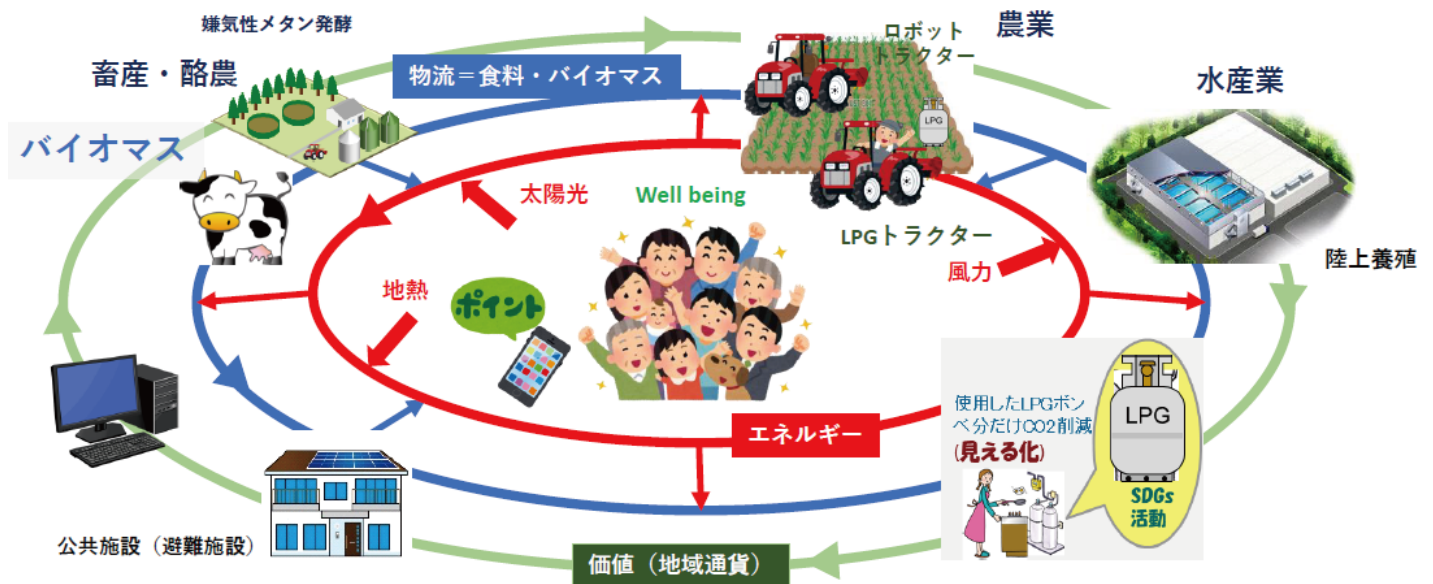 嫌気性メタン発酵
畜産・酪農
バイオマス
物流＝食料・バイオマス
ロボット
トラクター
農業
水産業
LPG
太陽光
Well being
LPGトラクター
風力
陸上養殖
地熱
ポイント
エネルギー
使用したLPGボン
ベ分だけCO2削減
(見える化)
LPG
SDGs
活動
公共施設（避難施設）
価値（地域通貨）